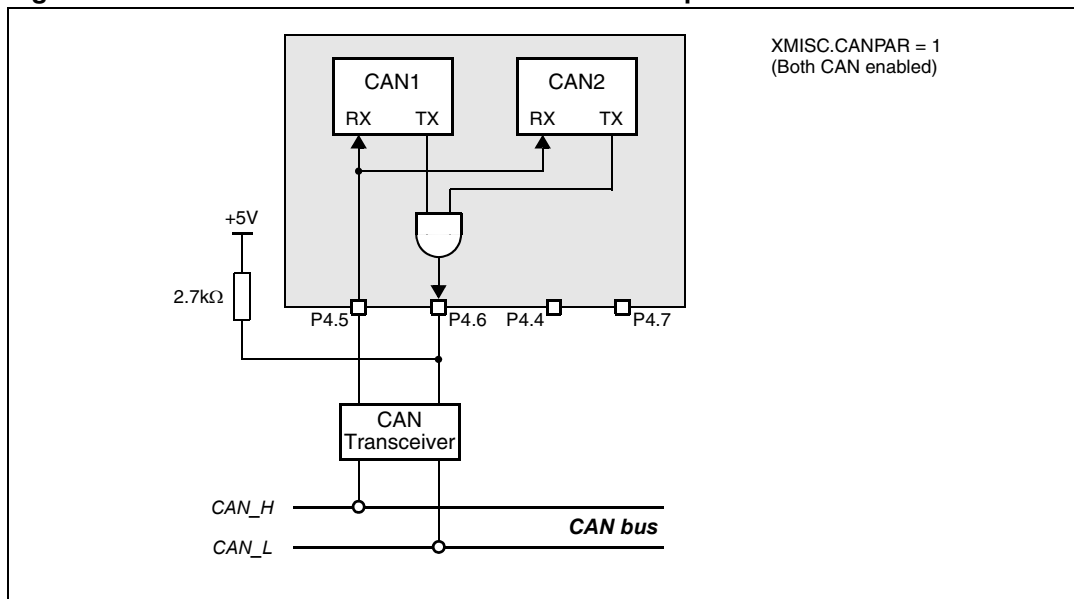 XMISC.CANPAR = 1
(Both CAN enabled)
CAN1
CAN2
RX TX
RX TX
+5V
2.7kΩ
P4.5
P4.6
P4.4
P4.7
CAN
Transceiver
CAN_H
CAN bus
CAN_L